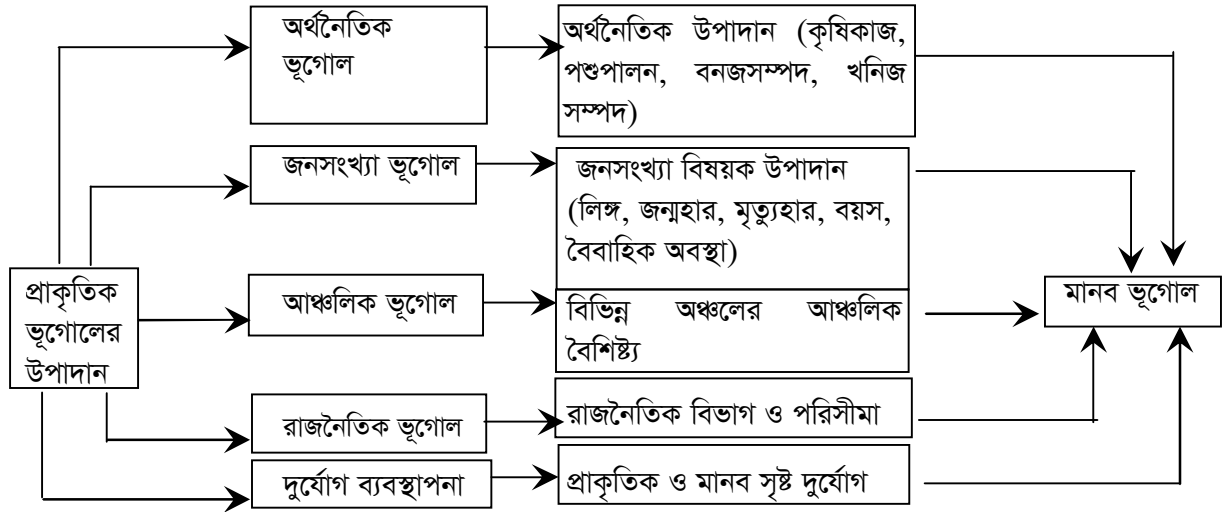 অর্থনৈতিক
ভূগোল
অর্থনৈতিক উপাদান (কৃষিকাজ,
পশুপালন, বনজসম্পদ, খনিজ
সম্পদ)
জনসংখ্যা ভূগোল
জনসংখ্যা বিষয়ক উপাদান
(লিঙ্গ, জন্মহার, মৃত্যুহার, বয়স,
বৈবাহিক অবস্থা)
প্রাকৃতিক
ভূগোলের
উপাদান
আঞ্চলিক ভূগোল
বিভিন্ন অঞ্চলের আঞ্চলিক
বৈশিষ্ট্য
মানব ভূগোল
রাজনৈতিক ভূগোল
রাজনৈতিক বিভাগ ও পরিসীমা
দুর্যোগ ব্যবস্থাপনা
প্রাকৃতিক ও মানব সৃষ্ট দুর্যোগ